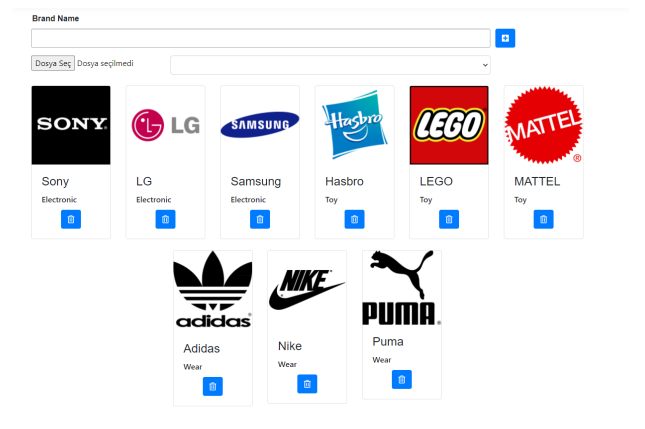 Brand Name
Dosya Seç Dosya seçilmedi
SONY LG SAMSUNG Hasbro LEGO MATTEL ®
Sony LG Samsung Hasbro LEGO MATTEL
Electronic Electronic Electronic Toy Toy Toy
adidas NIKE PUMA
Adidas Nike Puma
Wear Wear Wear